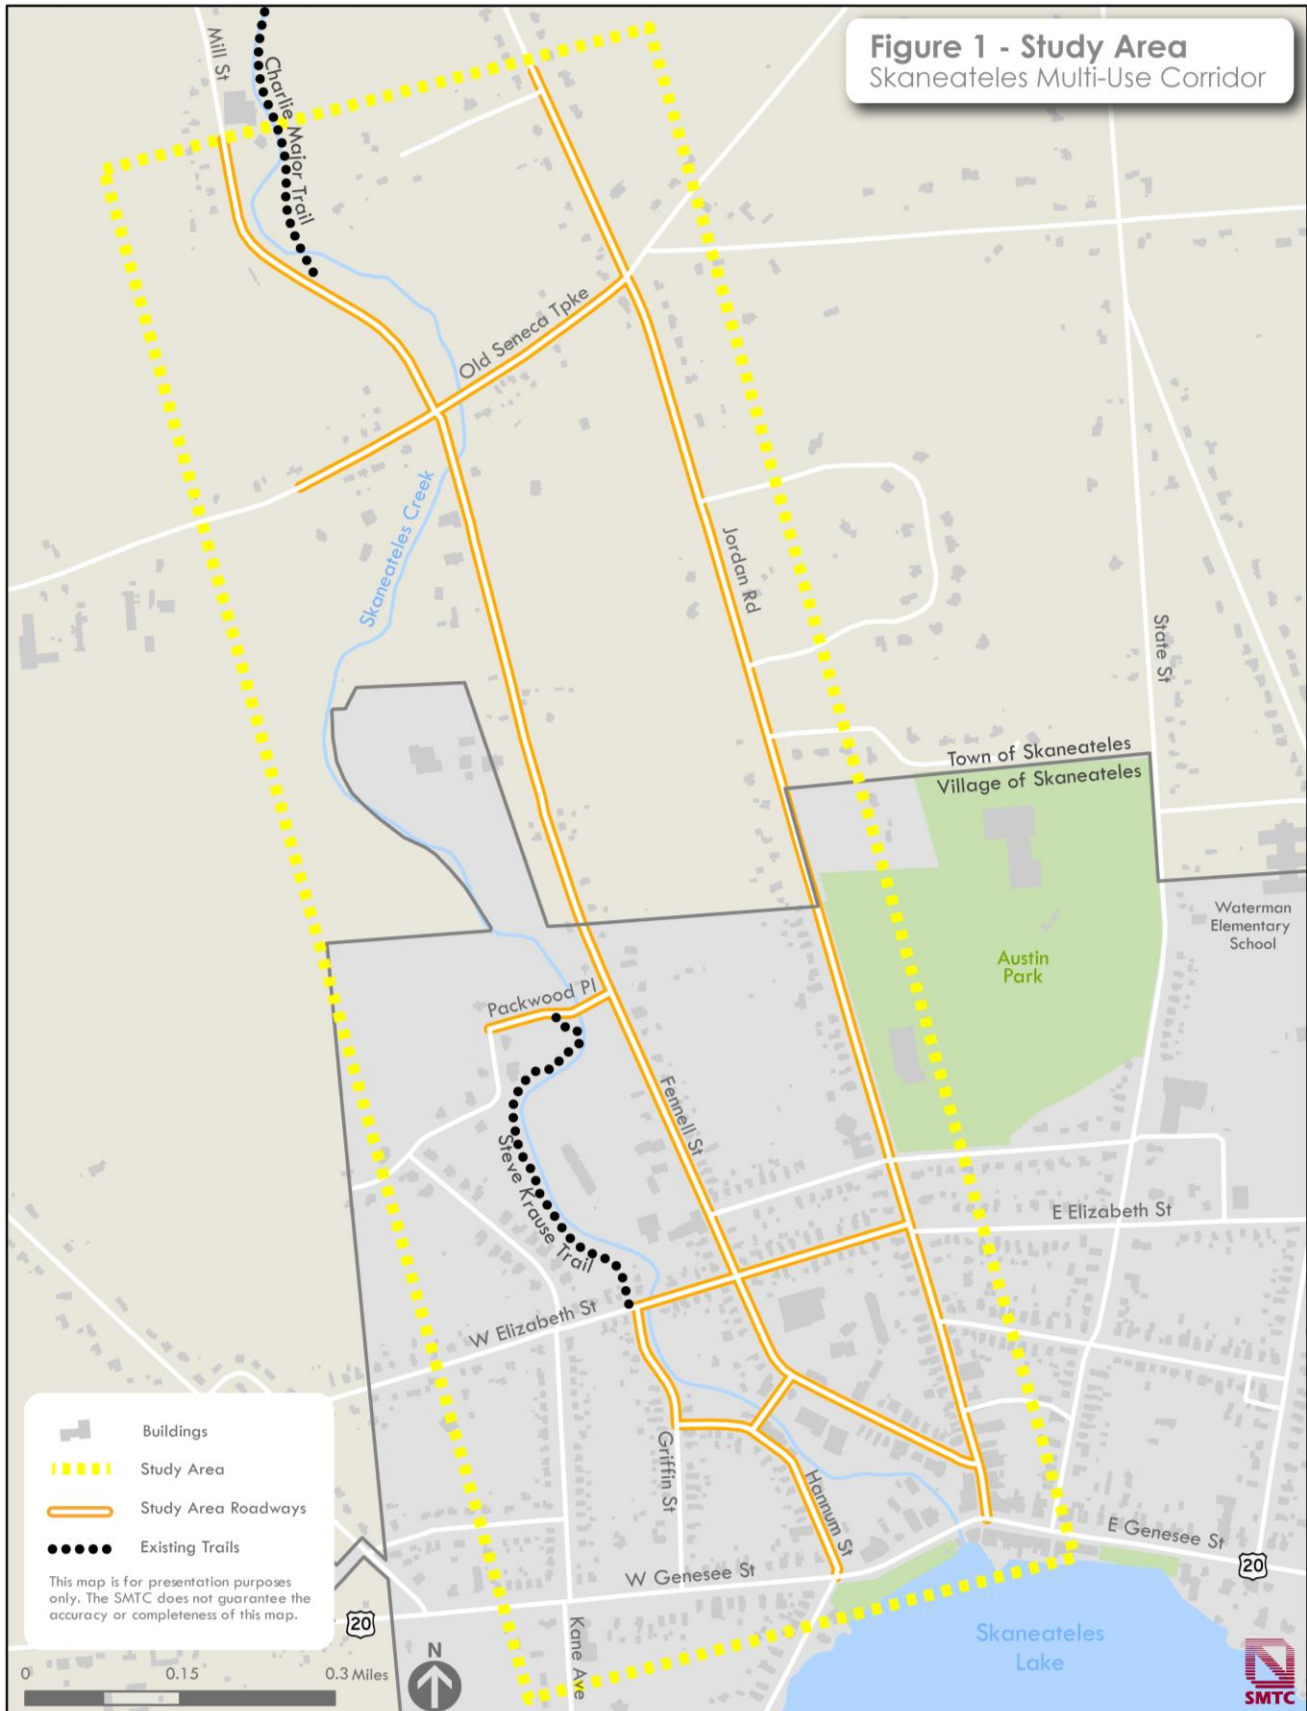 Figure 1 - Study Area
Skaneateles Multi-Use Corridor
Mill St
Charlie Major Trail
Old Seneca Tpke
Skaneateles Creek
Jordan Rd
State St
Town of Skaneateles
Village of Skaneateles
Waterman
Elementary
School
Austin
Park
Packwood Pl
Fennell St
Steve Krause Trail
E Elizabeth St
W Elizabeth St
Griffin St
Hannum St
E Genesee St
20
W Genesee St
Kane Ave
Skaneateles
Lake
Buildings
Study Area
Study Area Roadways
Existing Trails
This map is for presentation purposes
only. The SMTC does not guarantee the
accuracy or completeness of this map.
20
0 0.15 0.3 Miles
N
SMTC